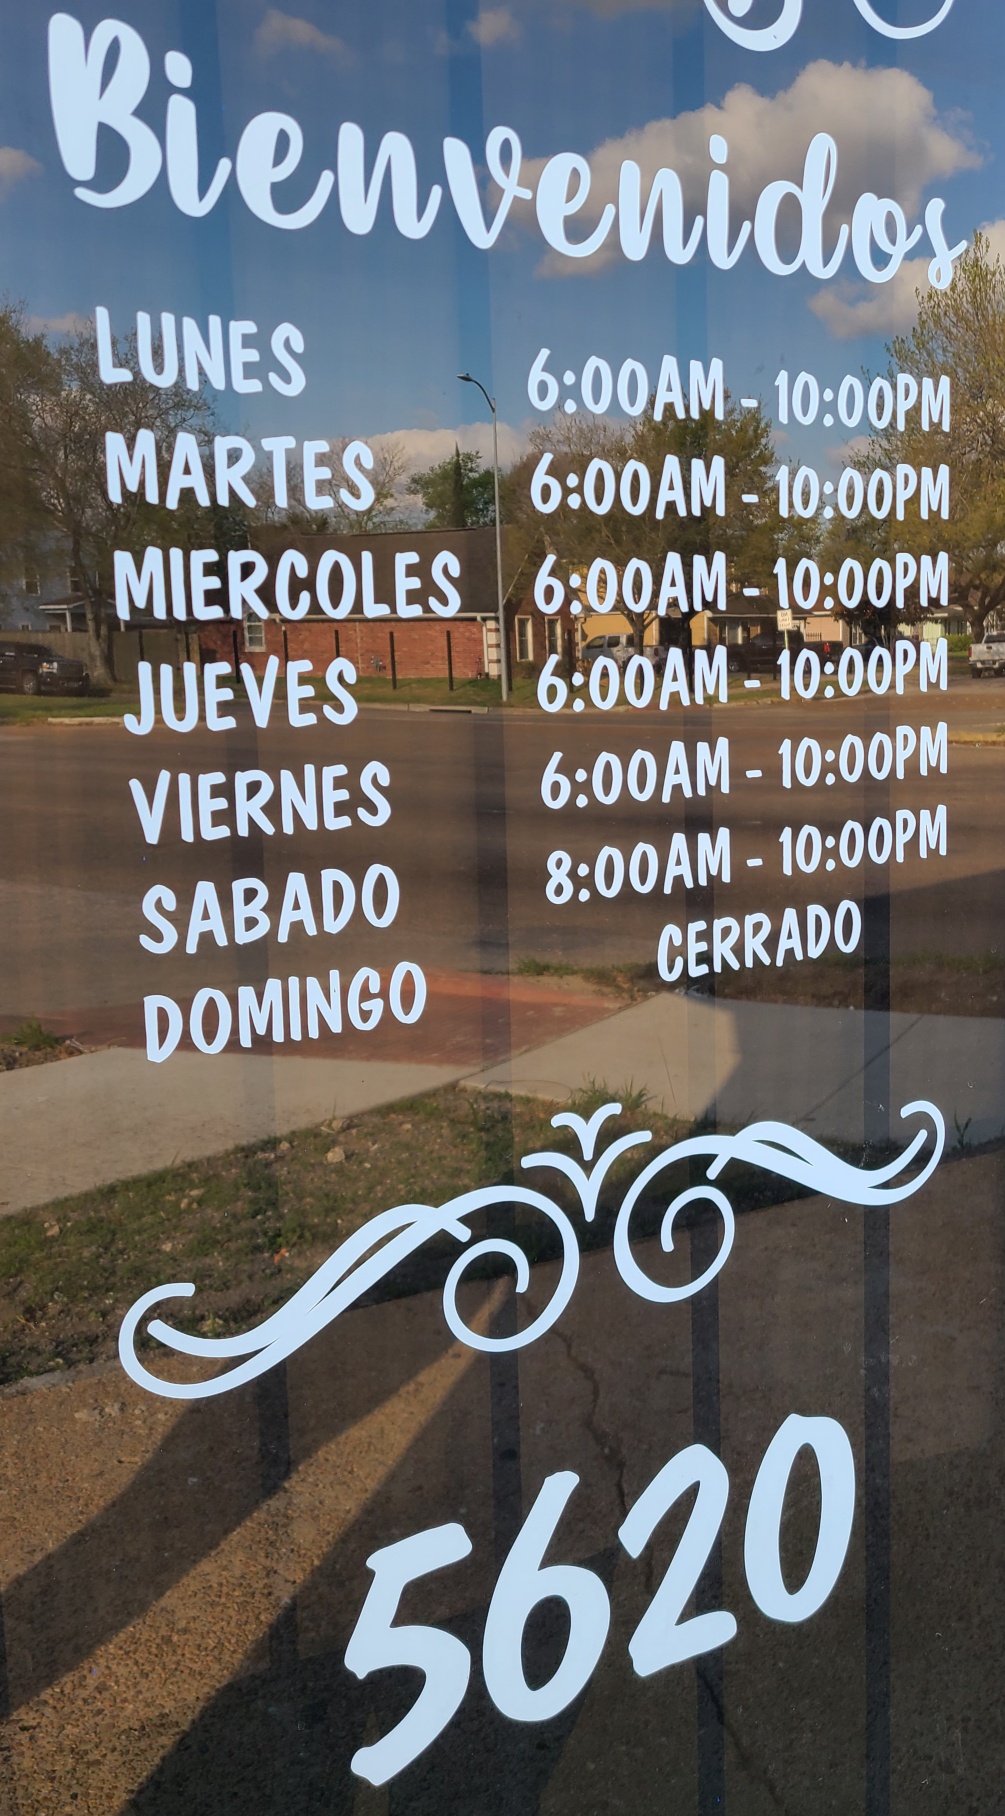 Bienvenidos
LUNES 6:00AM - 10:00PM
MARTES 6:00AM - 10:00PM
MIERCOLES 6:00AM - 10:00PM
JUEVES 6:00AM - 10:00PM
VIERNES 6:00AM - 10:00PM
SABADO 8:00AM - 10:00PM
DOMINGO CERRADO
5620